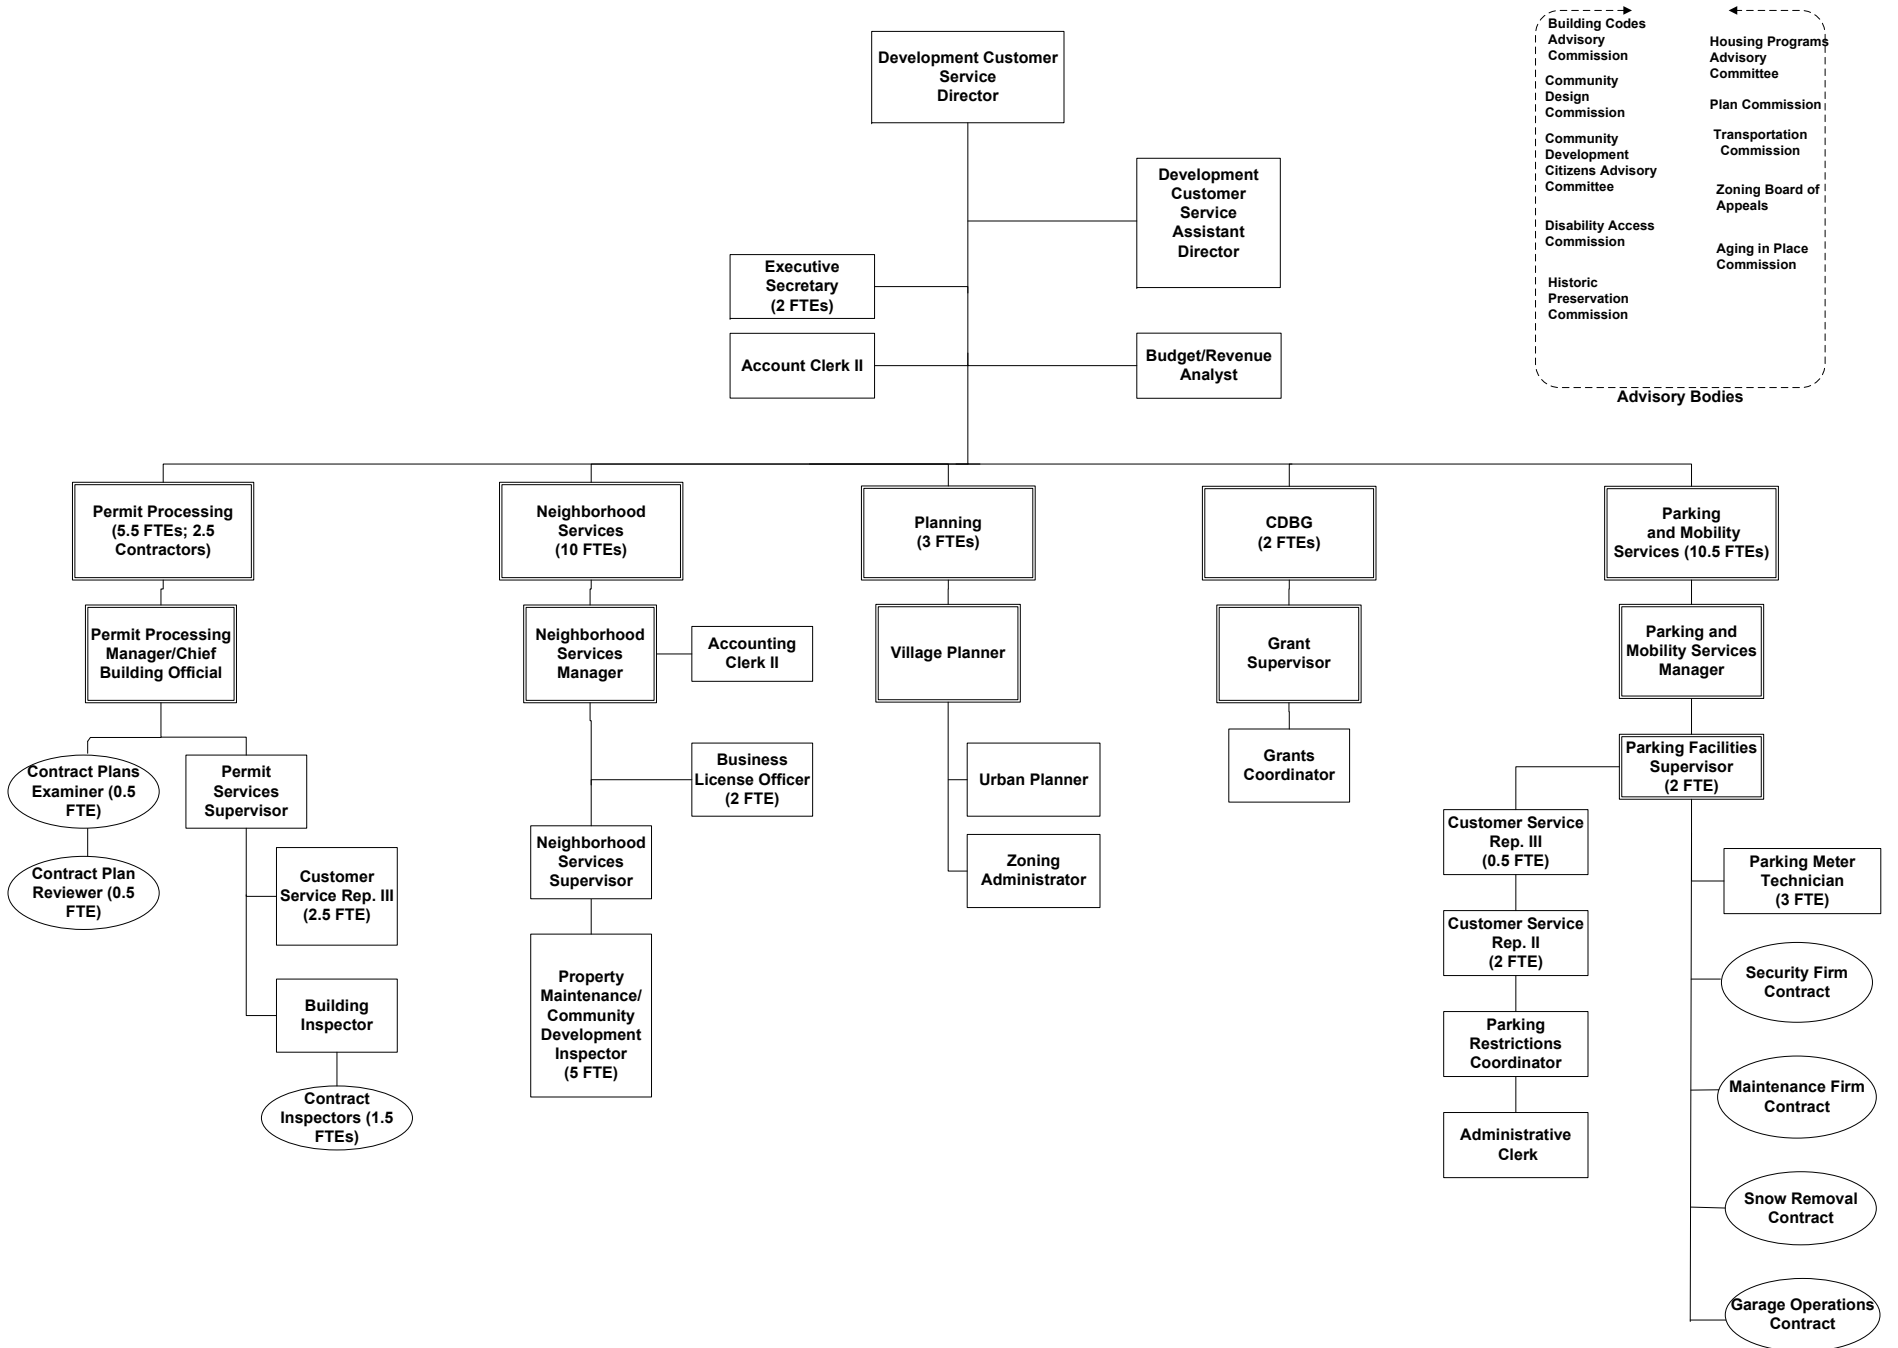 Development Customer
Service
Director
Development
Customer
Service
Assistant
Director
Executive
Secretary
(2 FTEs)
Account Clerk II
Budget/Revenue
Analyst
Building Codes
Advisory
Commission
Community
Design
Commission
Community
Development
Citizens Advisory
Committee
Disability Access
Commission
Historic
Preservation
Commission
Housing Programs
Advisory
Committee
Plan Commission
Transportation
Commission
Zoning Board of
Appeals
Aging in Place
Commission
Advisory Bodies
Permit Processing
(5.5 FTEs; 2.5
Contractors)
Neighborhood
Services
(10 FTEs)
Planning
(3 FTEs)
CDBG
(2 FTEs)
Parking
and Mobility
Services (10.5 FTEs)
Permit Processing
Manager/Chief
Building Official
Neighborhood
Services
Manager
Accounting
Clerk II
Village Planner
Grant
Supervisor
Parking and
Mobility Services
Manager
Contract Plans
Examiner (0.5
FTE)
Permit
Services
Supervisor
Contract Plan
Reviewer (0.5
FTE)
Customer
Service Rep. III
(2.5 FTE)
Building
Inspector
Contract
Inspectors (1.5
FTEs)
Business
License Officer
(2 FTE)
Neighborhood
Services
Supervisor
Property
Maintenance/
Community
Development
Inspector
(5 FTE)
Urban Planner
Zoning
Administrator
Grants
Coordinator
Parking Facilities
Supervisor
(2 FTE)
Customer Service
Rep. III
(0.5 FTE)
Customer Service
Rep. II
(2 FTE)
Parking
Restrictions
Coordinator
Administrative
Clerk
Parking Meter
Technician
(3 FTE)
Security Firm
Contract
Maintenance Firm
Contract
Snow Removal
Contract
Garage Operations
Contract